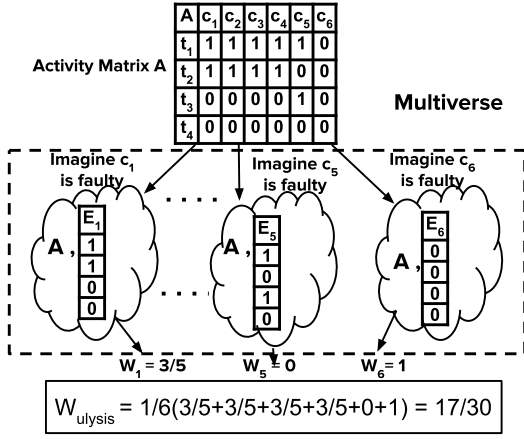 A c₁ c₂ c₃ c₄ c₅ c₆
t₁ 1 1 1 1 1 0
t₂ 1 1 1 1 0 0
t₃ 0 0 0 0 1 0
t₄ 0 0 0 0 0 0
Activity Matrix A
Multiverse
Imagine c₁
is faulty
A , E₁
1
1
0
0
. . . . .
. . . . .
Imagine c₅
is faulty
A , E₅
1
0
1
0
Imagine c₆
is faulty
A , E₆
0
0
0
0
W₁ = 3/5
W₅ = 0
W₆ = 1
Wᵤₗᵧₛᵢₛ = 1/6(3/5+3/5+3/5+3/5+0+1) = 17/30